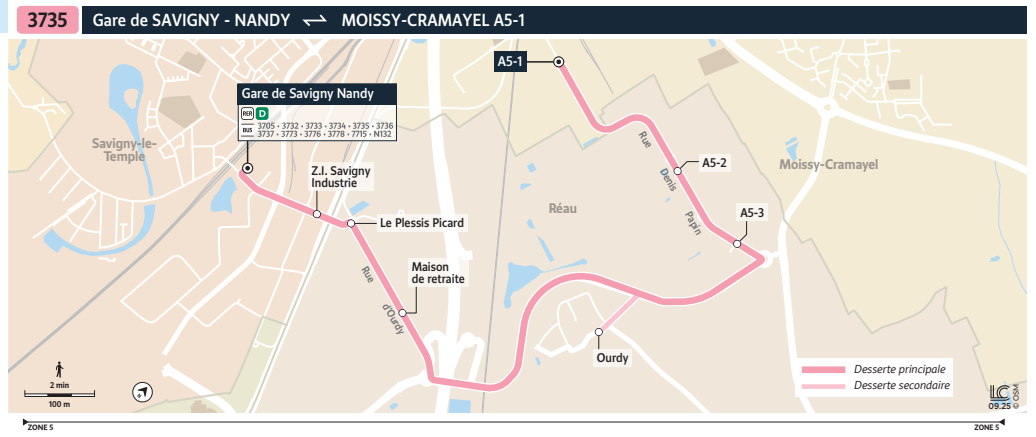 3735 Gare de SAVIGNY - NANDY ⇌ MOISSY-CRAMAYEL A5-1
A5-1
Gare de Savigny Nandy
RER D
BUS 3705 • 3732 • 3733 • 3734 • 3735 • 3736
3737 • 3773 • 3776 • 3778 • 7715 • N132
Savigny-le-
Temple
Z.I. Savigny
Industrie
Le Plessis Picard
Rue
d'Ourdy
Maison
de retraite
Réau
Rue
Denis
Papin
A5-2
Moissy-Cramayel
A5-3
Ourdy
Desserte principale
Desserte secondaire
2 min
100 m
LC
09.25 © OSM
ZONE 5
ZONE 5